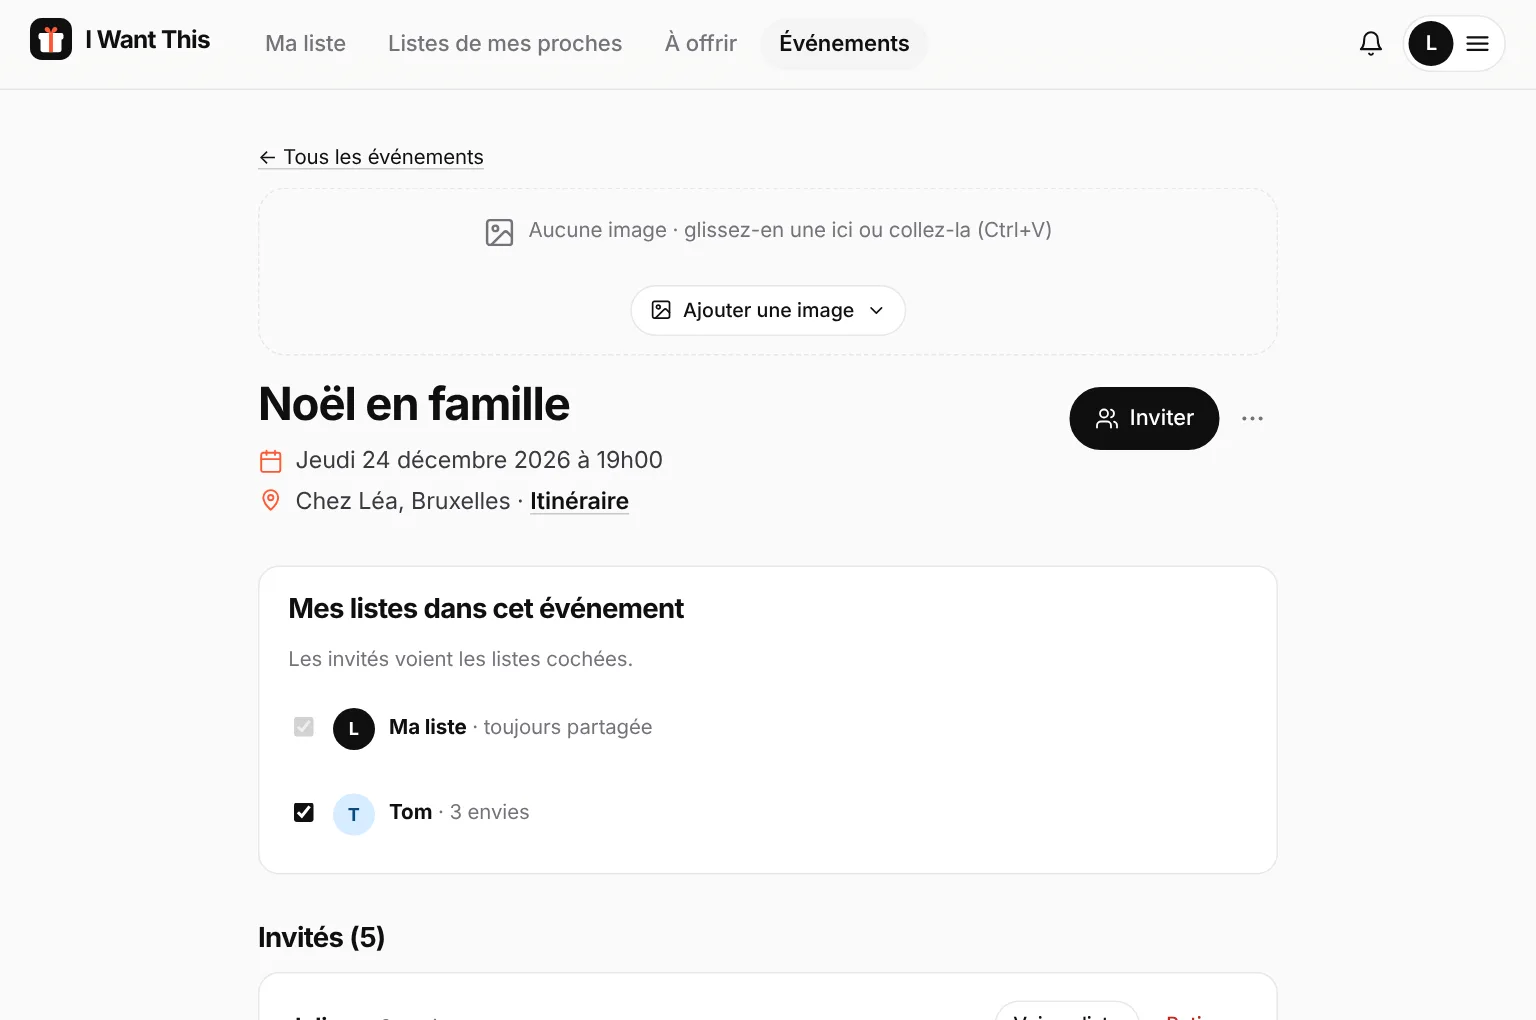 I Want This
Ma liste
Listes de mes proches
À offrir
Événements
L
← Tous les événements
Aucune image · glissez-en une ici ou collez-la (Ctrl+V)
Ajouter une image
Noël en famille
Inviter
Jeudi 24 décembre 2026 à 19h00
Chez Léa, Bruxelles · Itinéraire
Mes listes dans cet événement
Les invités voient les listes cochées.
L Ma liste · toujours partagée
T Tom · 3 envies
Invités (5)